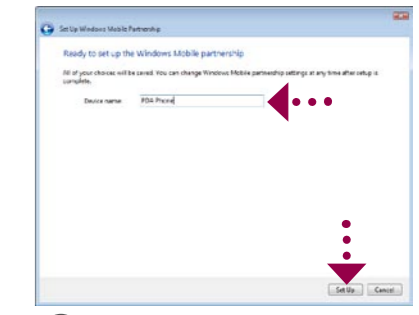 Set Up Windows Mobile Partnership
Ready to set up the Windows Mobile partnership
All of your choices will be saved. You can change Windows Mobile partnership settings at any time after setup is
complete.
Device name: PDA Phone
Set Up Cancel